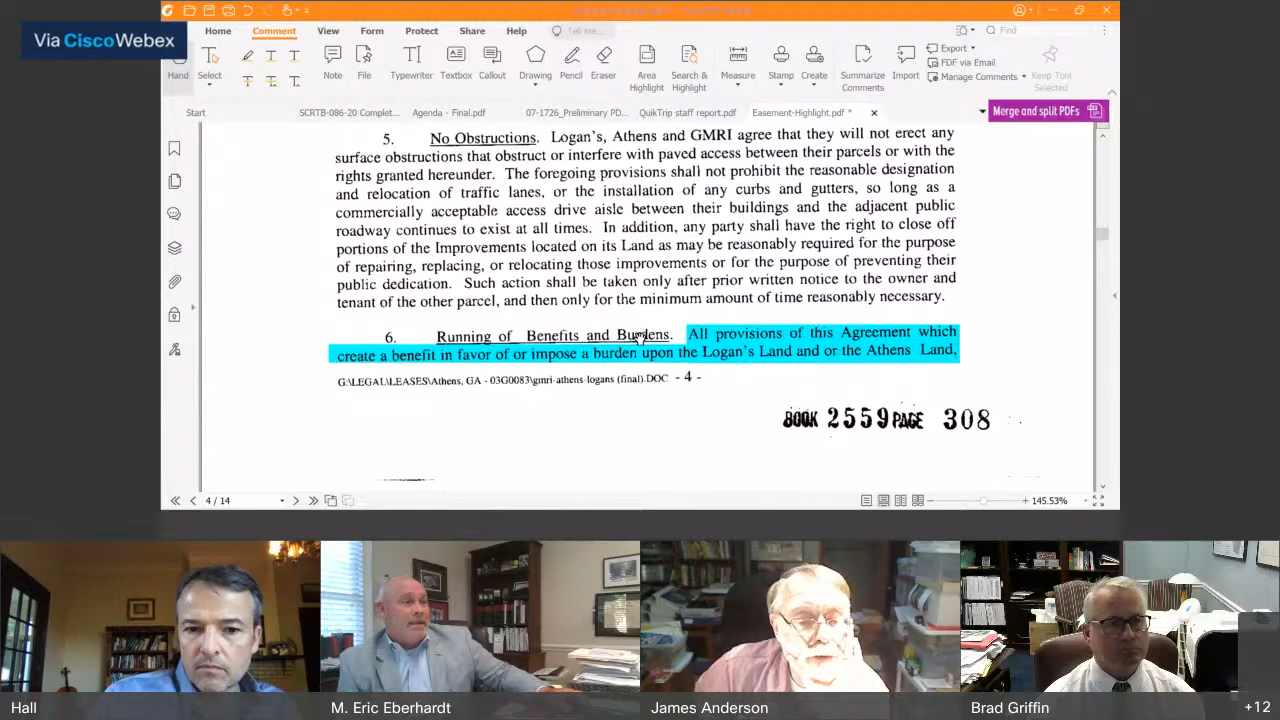 Via Cisco Webex
Home Comment View Form Protect Share Help Tell me... Find
Hand Select Note File Typewriter Textbox Callout Drawing Pencil Eraser Area Highlight Search & Highlight Measure Stamp Create Summarize Comments Import Export FDF via Email Manage Comments Keep Tool Selected
Start SCRTB-086-20 Complet... Agenda - Final.pdf 07-1726_Preliminary PD... QuikTrip staff report.pdf Easement-Highlight.pdf * Merge and split PDFs
5. No Obstructions. Logan's, Athens and GMRI agree that they will not erect any
surface obstructions that obstruct or interfere with paved access between their parcels or with the
rights granted hereunder. The foregoing provisions shall not prohibit the reasonable designation
and relocation of traffic lanes, or the installation of any curbs and gutters, so long as a
commercially acceptable access drive aisle between their buildings and the adjacent public
roadway continues to exist at all times. In addition, any party shall have the right to close off
portions of the Improvements located on its Land as may be reasonably required for the purpose
of repairing, replacing, or relocating those improvements or for the purpose of preventing their
public dedication. Such action shall be taken only after prior written notice to the owner and
tenant of the other parcel, and then only for the minimum amount of time reasonably necessary.
6. Running of Benefits and Burdens. All provisions of this Agreement which
create a benefit in favor of or impose a burden upon the Logan's Land and or the Athens Land,
G:\LEGAL\LEASES\Athens, GA - 03G0083\gmri-athens-logans (final).DOC - 4 -
BOOK 2559 PAGE 308
4 / 14 145.53%
Hall M. Eric Eberhardt James Anderson Brad Griffin +12